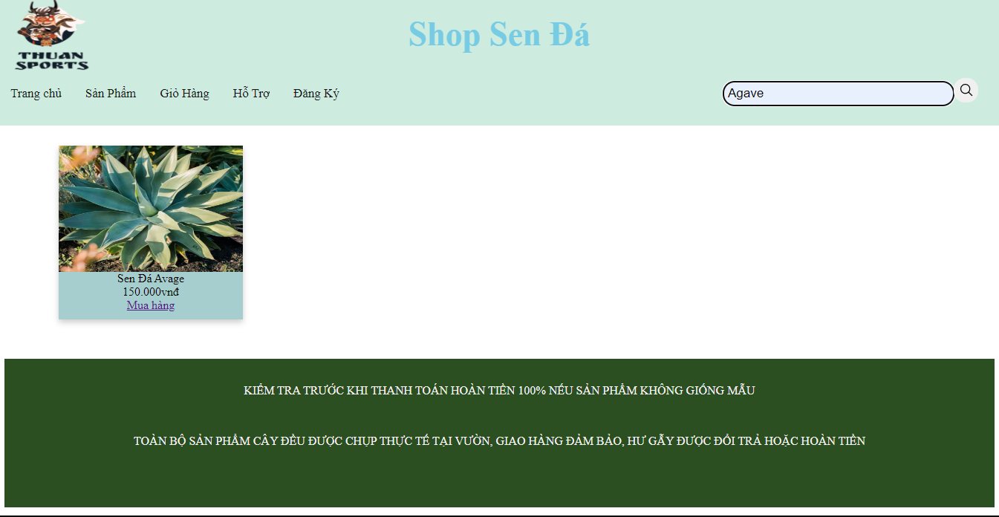 THUAN
SPORTS
Shop Sen Đá
Trang chủ Sản Phẩm Giỏ Hàng Hỗ Trợ Đăng Ký
Agave
Sen Đá Avage
150.000vnđ
Mua hàng
KIỂM TRA TRƯỚC KHI THANH TOÁN HOÀN TIỀN 100% NẾU SẢN PHẨM KHÔNG GIỐNG MẪU
TOÀN BỘ SẢN PHẨM CÂY ĐỀU ĐƯỢC CHỤP THỰC TẾ TẠI VƯỜN, GIAO HÀNG ĐẢM BẢO, HƯ GẪY ĐƯỢC ĐỔI TRẢ HOẶC HOÀN TIỀN